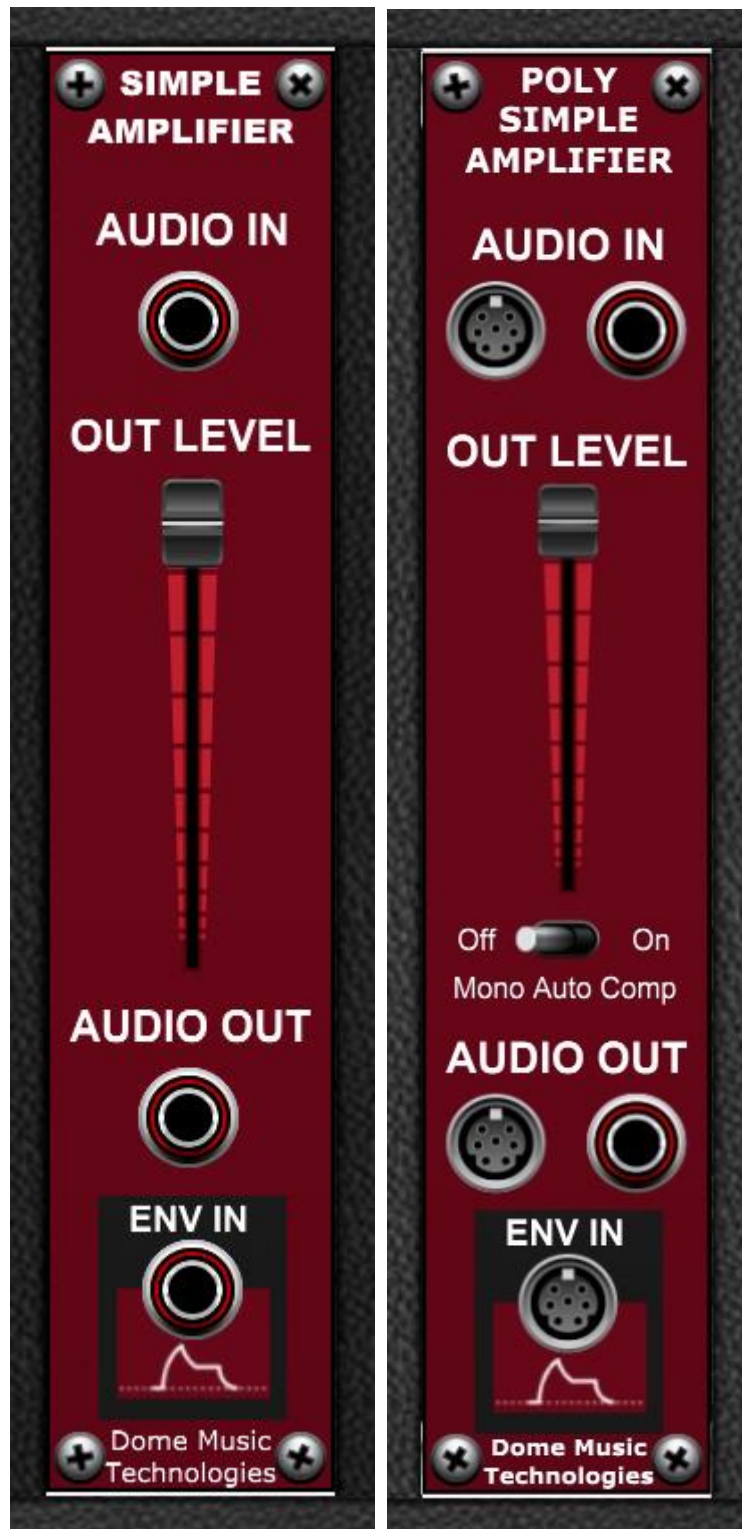 SIMPLE
AMPLIFIER
AUDIO IN
OUT LEVEL
AUDIO OUT
ENV IN
Dome Music
Technologies
POLY
SIMPLE
AMPLIFIER
AUDIO IN
OUT LEVEL
Off On
Mono Auto Comp
AUDIO OUT
ENV IN
Dome Music
Technologies